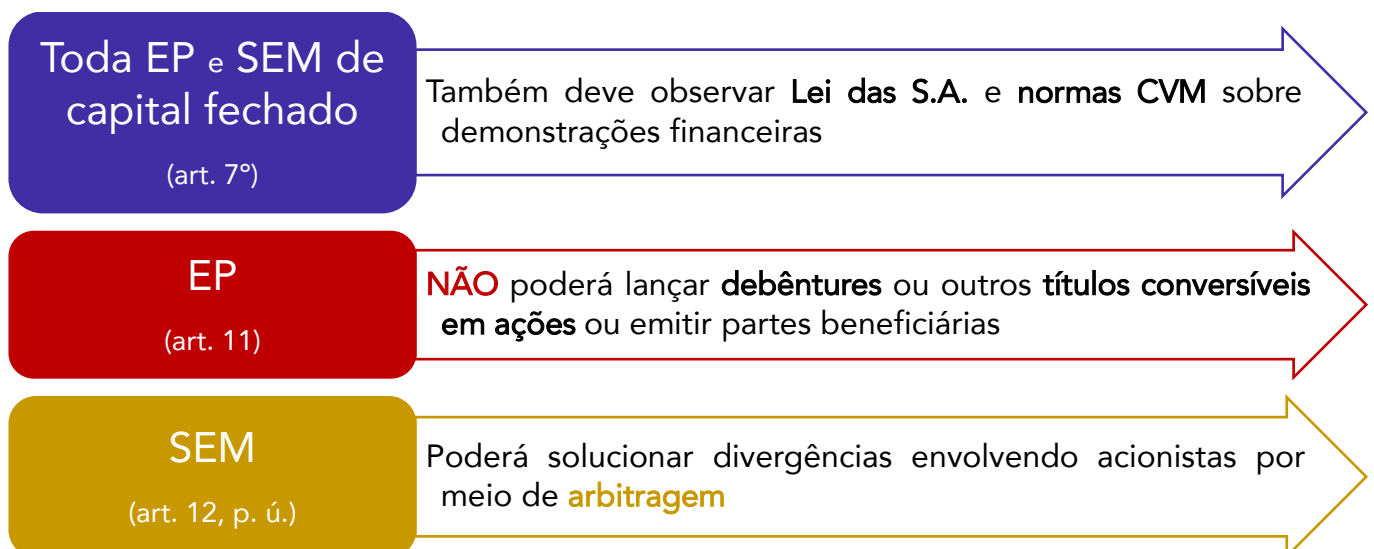 Toda EP e SEM de
capital fechado
(art. 7º)
Também deve observar Lei das S.A. e normas CVM sobre
demonstrações financeiras
EP
(art. 11)
NÃO poderá lançar debêntures ou outros títulos conversíveis
em ações ou emitir partes beneficiárias
SEM
(art. 12, p. ú.)
Poderá solucionar divergências envolvendo acionistas por
meio de arbitragem